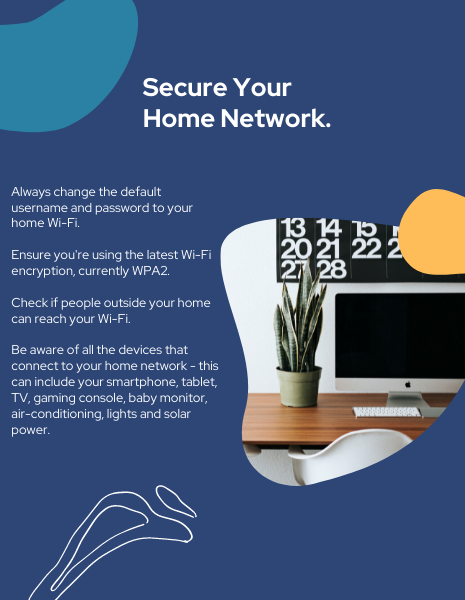 Secure Your
Home Network.
Always change the default
username and password to your
home Wi-Fi.
Ensure you're using the latest Wi-Fi
encryption, currently WPA2.
Check if people outside your home
can reach your Wi-Fi.
Be aware of all the devices that
connect to your home network - this
can include your smartphone, tablet,
TV, gaming console, baby monitor,
air-conditioning, lights and solar
power.
13 14 15
20 21 22
27 28